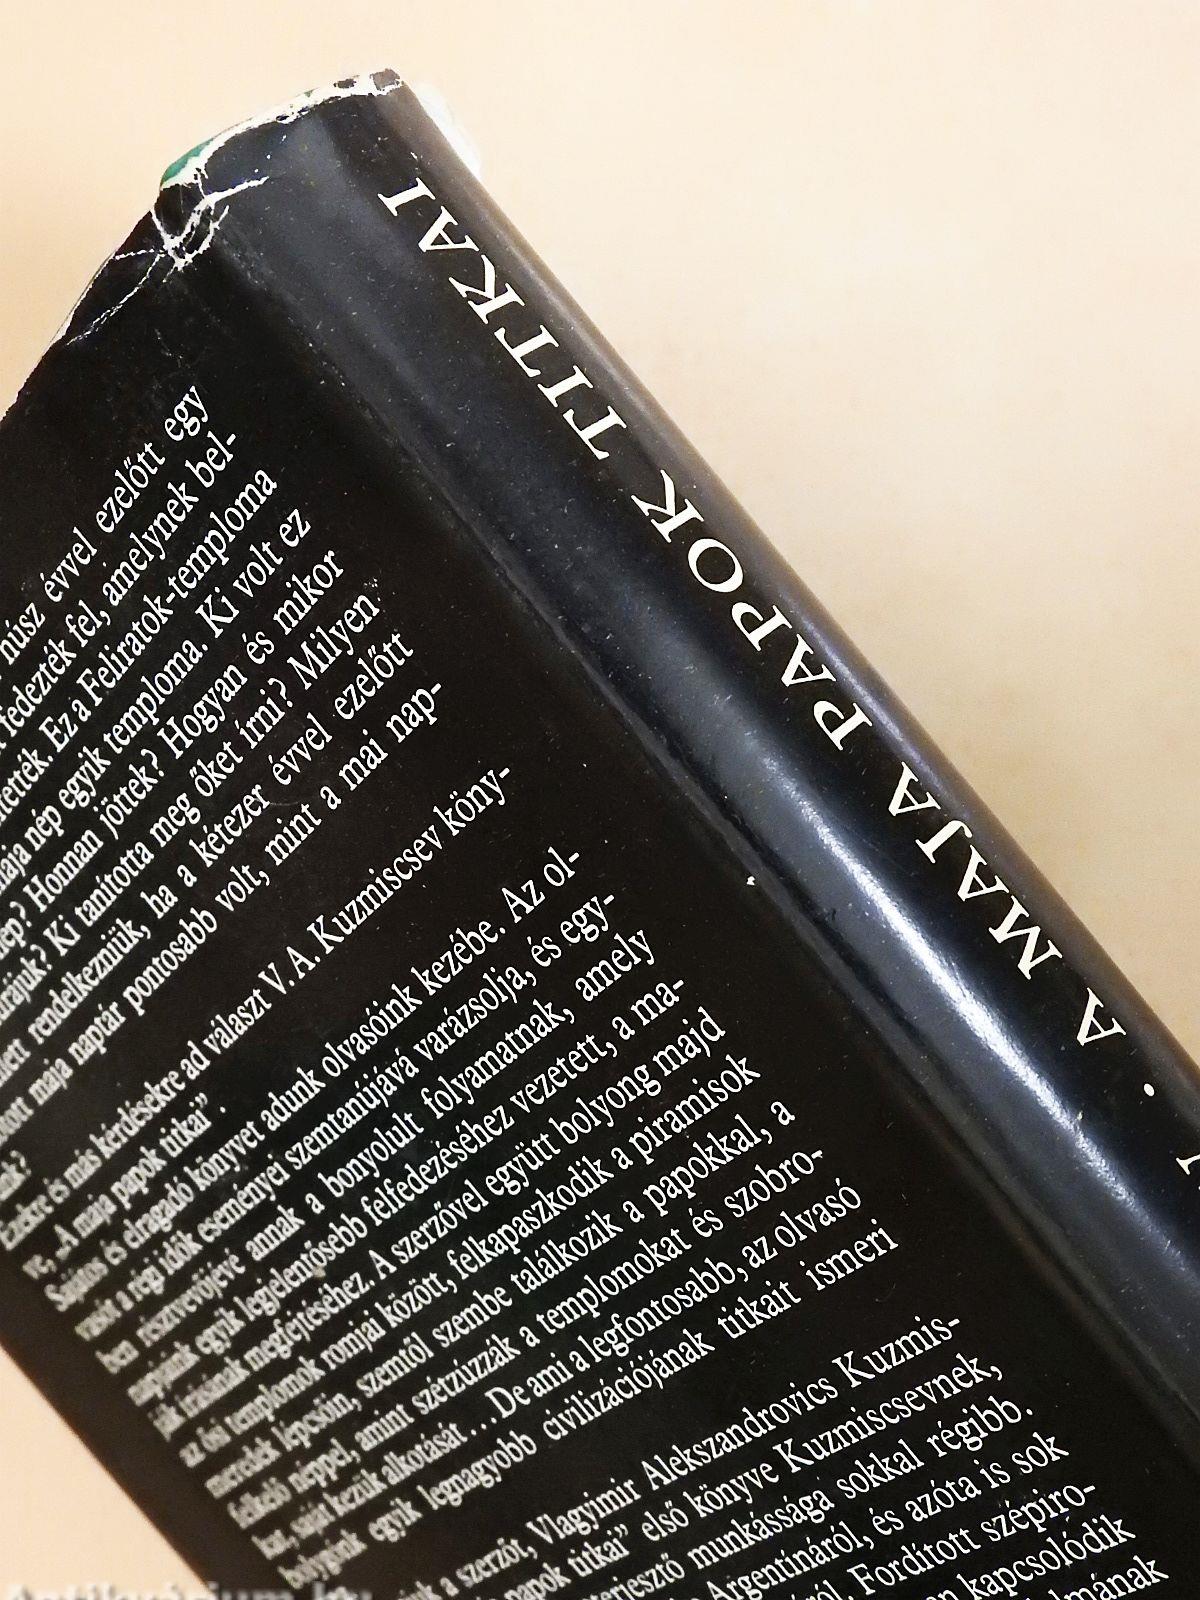 A MAJA PAPOK TITKAI
húsz évvel ezelőtt egy
fedezték fel, amelynek bel-
Ez a Feliratok-temploma
maja nép egyik temploma. Ki volt ez
nép? Honnan jöttek? Hogyan és mikor
Ki tanította meg őket írni? Milyen
rendelkezniük, ha a kétezer évvel ezelőtt
maja naptár pontosabb volt, mint a mai nap-
Ezekre és más kérdésekre ad választ V. A. Kuzmiscsev köny-
ve, „A maja papok titkai”.
Sajátos és elragadó könyvet adunk olvasóink kezébe. Az ol-
vasót a régi idők eseményei szemtanújává varázsolja, és egy-
ben résztvevőjévé annak a bonyolult folyamatnak, amely
napjaink egyik legjelentősebb felfedezéséhez vezetett, a ma-
ják írásának megfejtéséhez. A szerzővel együtt bolyong majd
az ősi templomok romjai között, felkapaszkodik a piramisok
meredek lépcsőin, szemtől szembe találkozik a papokkal, a
felkelő néppel, amint szétzúzzák a templomokat és szobro-
kat, saját kezük alkotását... De ami a legfontosabb, az olvasó
bolygónk egyik legnagyobb civilizációjának titkait ismeri
a szerzőt, Vlagyimir Alekszandrovics Kuzmis-
papok titkai” első könyve Kuzmiscsevnek,
munkássága sokkal régibb.
Argentínáról, és azóta is sok
Fordított szépiro-
kapcsolódik